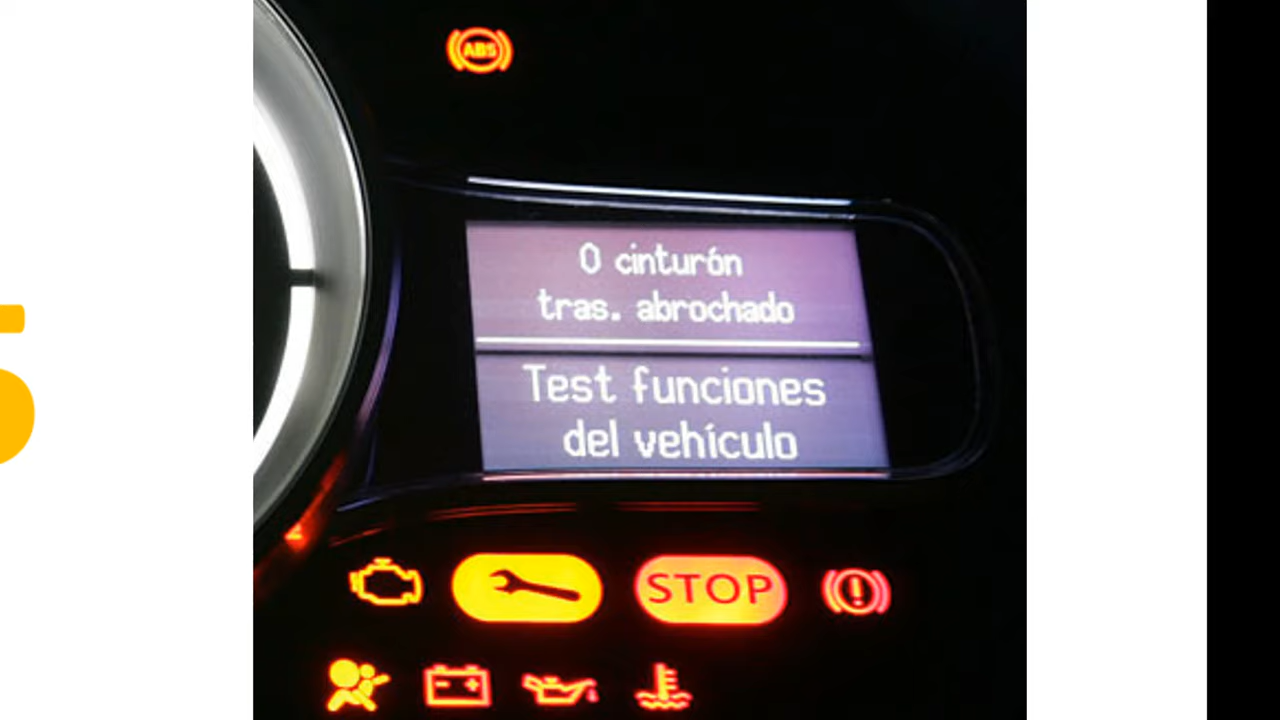 ABS
0 cinturón
tras. abrochado
Test funciones
del vehículo
STOP